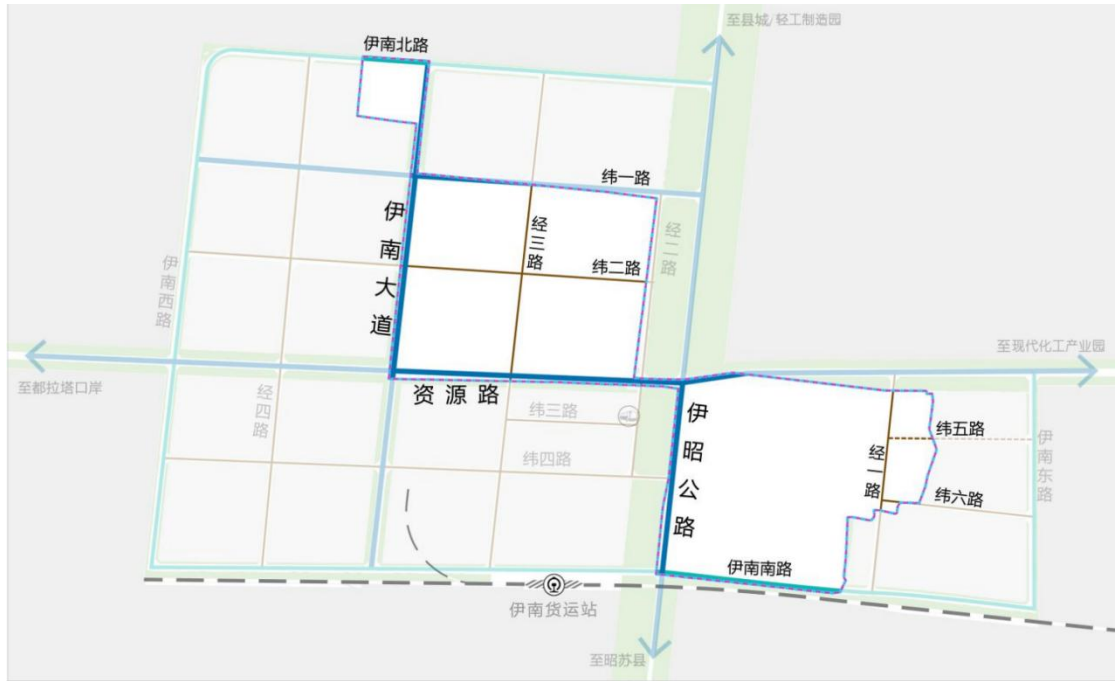 至县城/轻工制造园
伊南北路
纬一路
伊南大道
经三路
经二路
纬二路
伊南西路
至现代化工产业园
至都拉塔口岸
经四路
资源路
纬三路
伊昭公路
纬四路
经一路
纬五路
伊南东路
纬六路
伊南南路
伊南货运站
至昭苏县